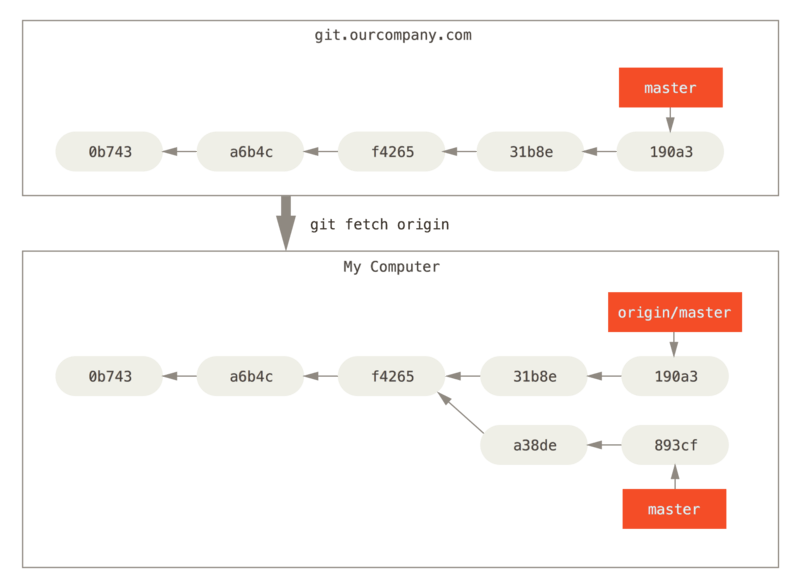 git.ourcompany.com
master
0b743 a6b4c f4265 31b8e 190a3
git fetch origin
My Computer
origin/master
0b743 a6b4c f4265 31b8e 190a3
a38de 893cf
master